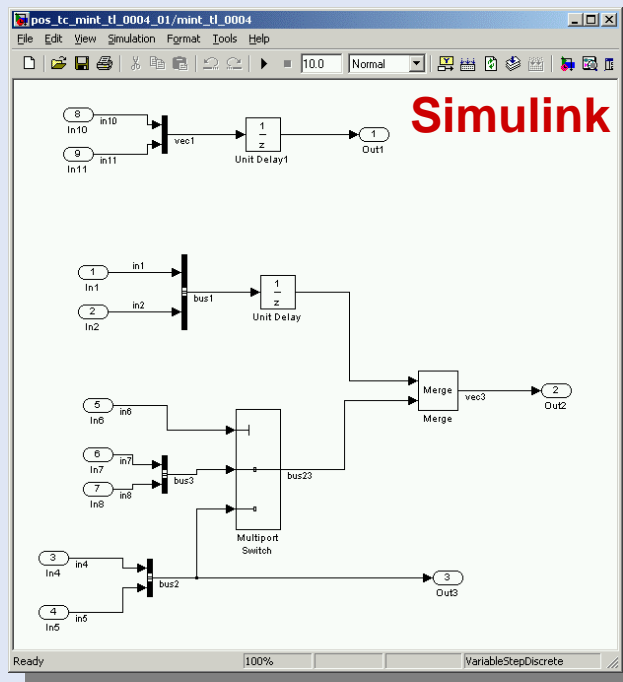 pos_tc_mint_tl_0004_01/mint_tl_0004
File Edit View Simulation Format Tools Help
10.0 Normal
Simulink
8
In10
in10
9
In11
in11
vec1
1
z
Unit Delay1
1
Out1
1
In1
in1
2
In2
in2
bus1
1
z
Unit Delay
Merge
Merge
vec3
2
Out2
5
In6
in6
6
In7
in7
7
In8
in8
bus3
bus23
Multiport
Switch
3
In4
in4
4
In5
in5
bus2
3
Out3
Ready 100% VariableStepDiscrete